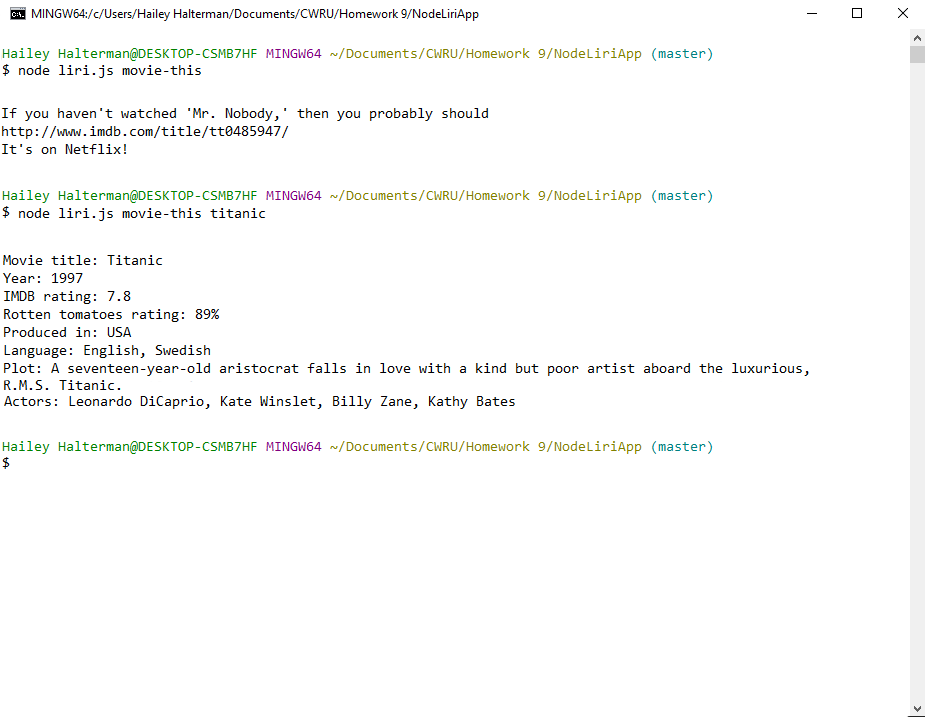 MINGW64:/c/Users/Hailey Halterman/Documents/CWRU/Homework 9/NodeLiriApp
Hailey Halterman@DESKTOP-CSMB7HF MINGW64 ~/Documents/CWRU/Homework 9/NodeLiriApp (master)
$ node liri.js movie-this
If you haven't watched 'Mr. Nobody,' then you probably should
http://www.imdb.com/title/tt0485947/
It's on Netflix!
Hailey Halterman@DESKTOP-CSMB7HF MINGW64 ~/Documents/CWRU/Homework 9/NodeLiriApp (master)
$ node liri.js movie-this titanic
Movie title: Titanic
Year: 1997
IMDB rating: 7.8
Rotten tomatoes rating: 89%
Produced in: USA
Language: English, Swedish
Plot: A seventeen-year-old aristocrat falls in love with a kind but poor artist aboard the luxurious,
R.M.S. Titanic.
Actors: Leonardo DiCaprio, Kate Winslet, Billy Zane, Kathy Bates
Hailey Halterman@DESKTOP-CSMB7HF MINGW64 ~/Documents/CWRU/Homework 9/NodeLiriApp (master)
$